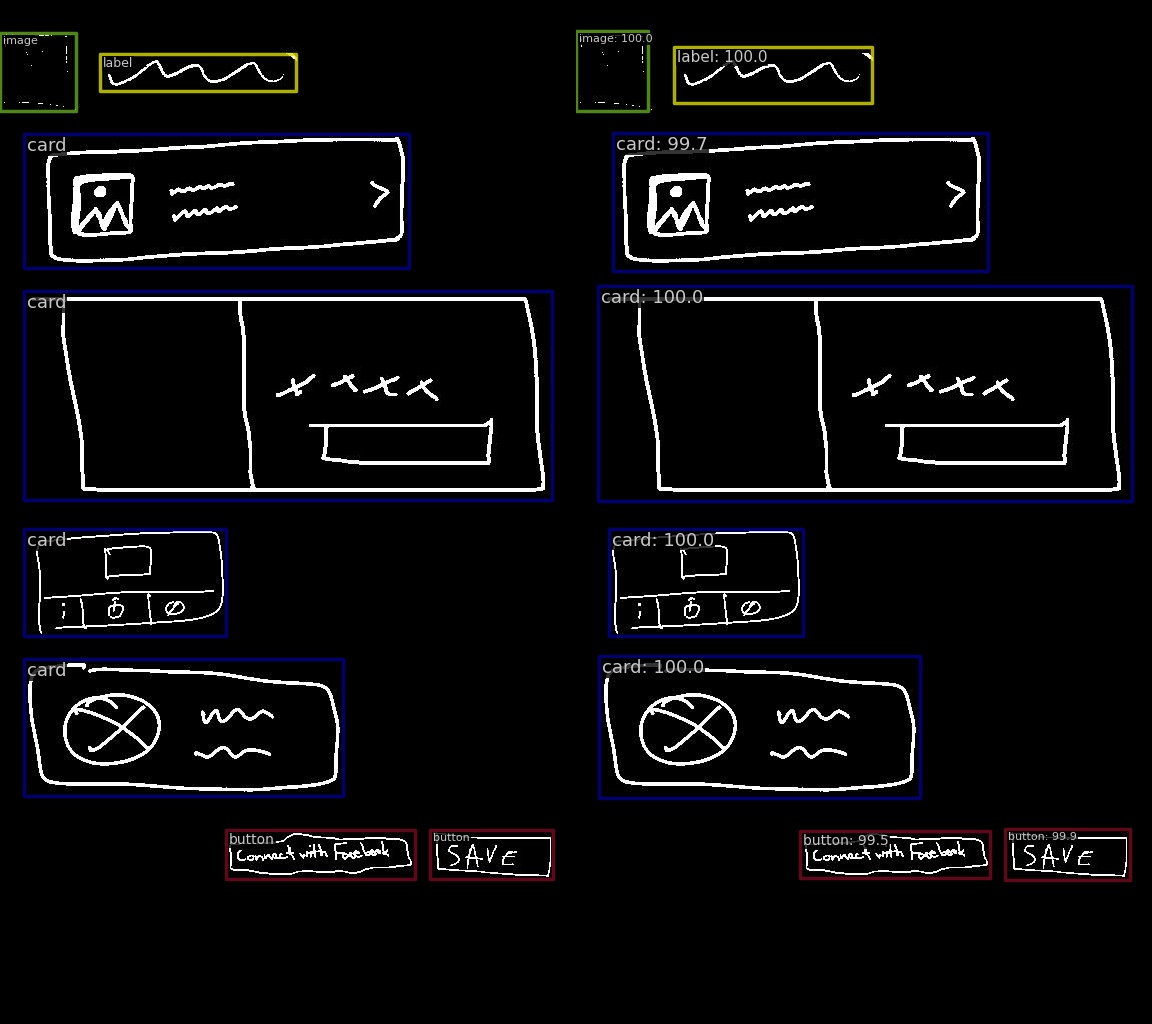 image image: 100.0
label label: 100.0
card card: 99.7
card card: 100.0
x x x x x x x x
card card: 100.0
i i
card card: 100.0
button button button: 99.5 button: 99.9
Connect with Facebook SAVE Connect with Facebook SAVE